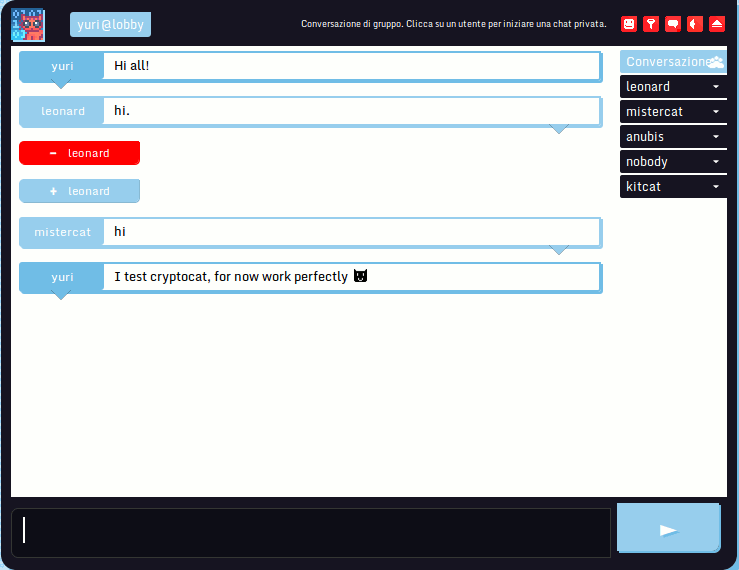 yuri@lobby
Conversazione di gruppo. Clicca su un utente per iniziare una chat privata.
yuri Hi all!
leonard hi.
- leonard
+ leonard
mistercat hi
yuri I test cryptocat, for now work perfectly
Conversazione
leonard
mistercat
anubis
nobody
kitcat